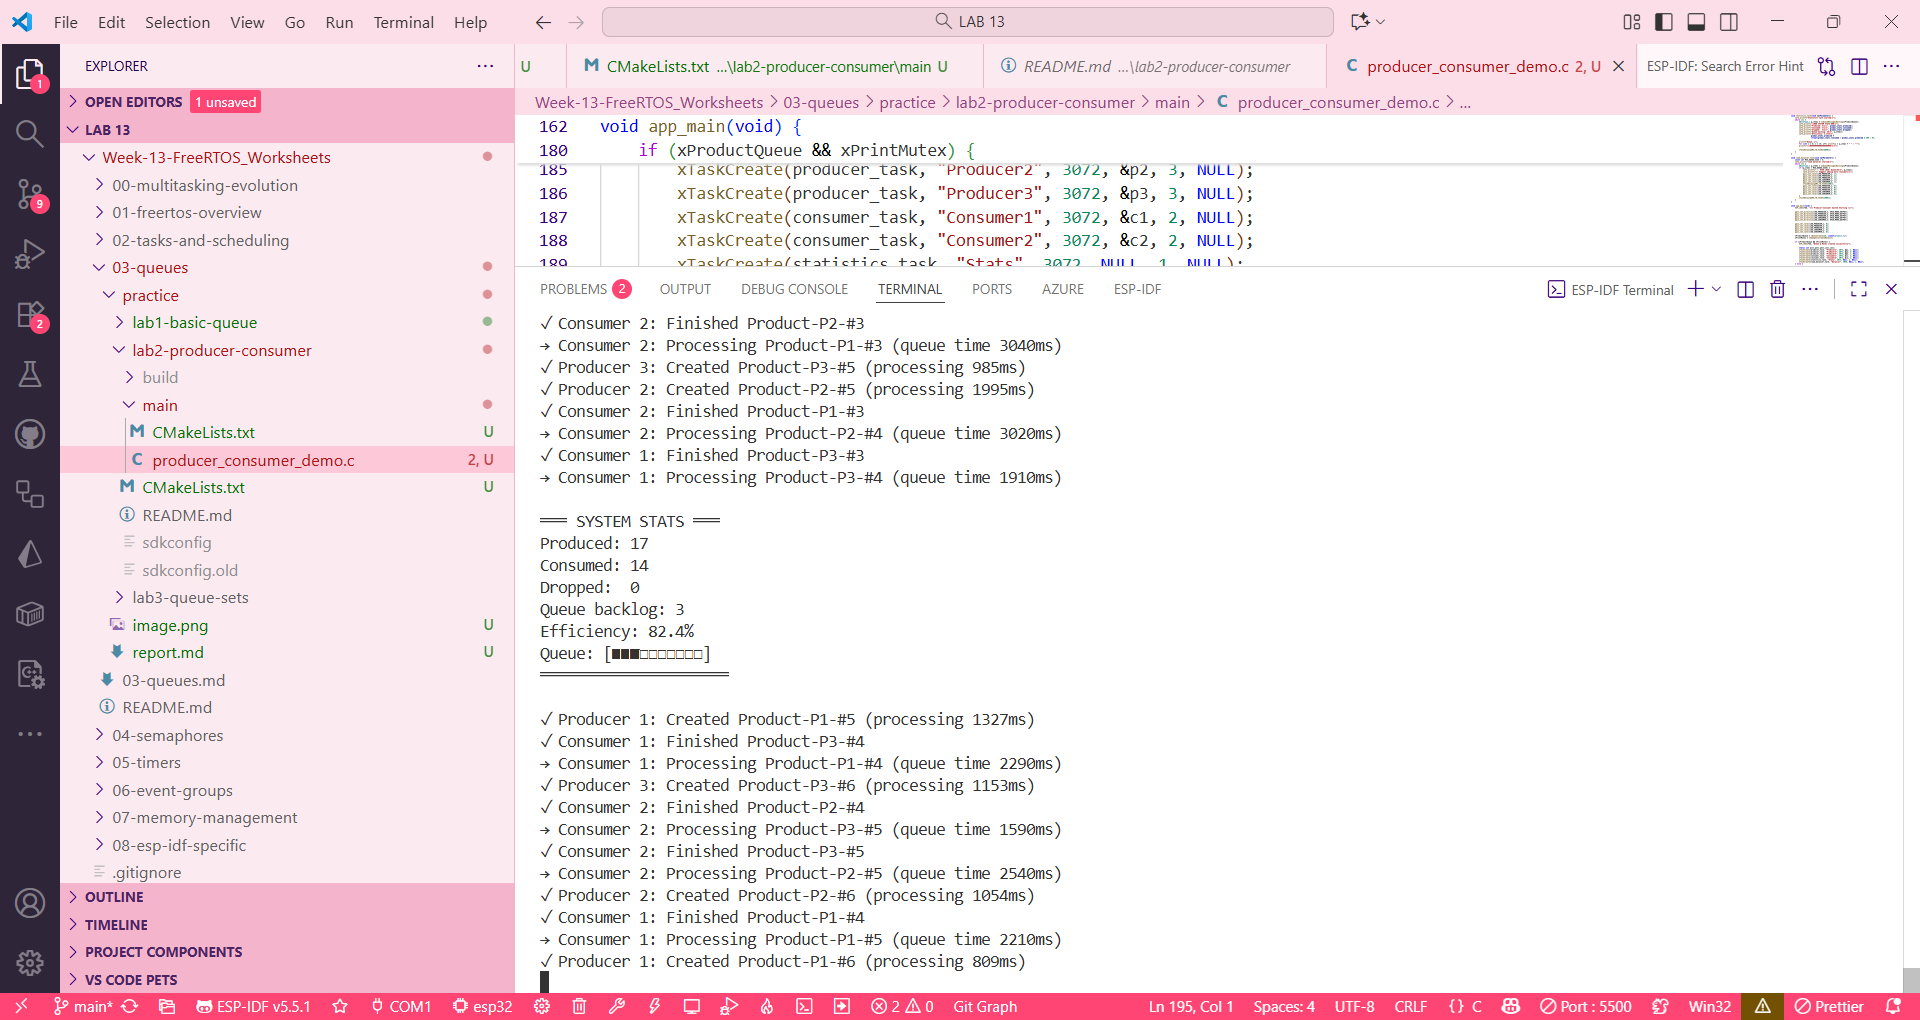 File Edit Selection View Go Run Terminal Help
LAB 13
EXPLORER
OPEN EDITORS 1 unsaved
LAB 13
Week-13-FreeRTOS_Worksheets
00-multitasking-evolution
01-freertos-overview
02-tasks-and-scheduling
03-queues
practice
lab1-basic-queue
lab2-producer-consumer
build
main
CMakeLists.txt U
producer_consumer_demo.c 2, U
CMakeLists.txt U
README.md
sdkconfig
sdkconfig.old
lab3-queue-sets
image.png U
report.md U
03-queues.md
README.md
04-semaphores
05-timers
06-event-groups
07-memory-management
08-esp-idf-specific
.gitignore
OUTLINE
TIMELINE
PROJECT COMPONENTS
VS CODE PETS
1
9
2
U CMakeLists.txt ...\lab2-producer-consumer\main U README.md ...\lab2-producer-consumer producer_consumer_demo.c 2, U ESP-IDF: Search Error Hint
Week-13-FreeRTOS_Worksheets > 03-queues > practice > lab2-producer-consumer > main > C producer_consumer_demo.c > ...
162 void app_main(void) {
180 if (xProductQueue && xPrintMutex) {
185 xTaskCreate(producer_task, "Producer2", 3072, &p2, 3, NULL);
186 xTaskCreate(producer_task, "Producer3", 3072, &p3, 3, NULL);
187 xTaskCreate(consumer_task, "Consumer1", 3072, &c1, 2, NULL);
188 xTaskCreate(consumer_task, "Consumer2", 3072, &c2, 2, NULL);
189 xTaskCreate(statistics_task, "Stats", 3072, NULL, 1, NULL);
PROBLEMS 2 OUTPUT DEBUG CONSOLE TERMINAL PORTS AZURE ESP-IDF ESP-IDF Terminal
✓ Consumer 2: Finished Product-P2-#3
→ Consumer 2: Processing Product-P1-#3 (queue time 3040ms)
✓ Producer 3: Created Product-P3-#5 (processing 985ms)
✓ Producer 2: Created Product-P2-#5 (processing 1995ms)
✓ Consumer 2: Finished Product-P1-#3
→ Consumer 2: Processing Product-P2-#4 (queue time 3020ms)
✓ Consumer 1: Finished Product-P3-#3
→ Consumer 1: Processing Product-P3-#4 (queue time 1910ms)
═══ SYSTEM STATS ═══
Produced: 17
Consumed: 14
Dropped: 0
Queue backlog: 3
Efficiency: 82.4%
Queue: [■■■□□□□□□□]
═════════════════════
✓ Producer 1: Created Product-P1-#5 (processing 1327ms)
✓ Consumer 1: Finished Product-P3-#4
→ Consumer 1: Processing Product-P1-#4 (queue time 2290ms)
✓ Producer 3: Created Product-P3-#6 (processing 1153ms)
✓ Consumer 2: Finished Product-P2-#4
→ Consumer 2: Processing Product-P3-#5 (queue time 1590ms)
✓ Consumer 2: Finished Product-P3-#5
→ Consumer 2: Processing Product-P2-#5 (queue time 2540ms)
✓ Producer 2: Created Product-P2-#6 (processing 1054ms)
✓ Consumer 1: Finished Product-P1-#4
→ Consumer 1: Processing Product-P1-#5 (queue time 2210ms)
✓ Producer 1: Created Product-P1-#6 (processing 809ms)
main* ESP-IDF v5.5.1 COM1 esp32 2 0 Git Graph Ln 195, Col 1 Spaces: 4 UTF-8 CRLF {} C Port : 5500 Win32 Prettier